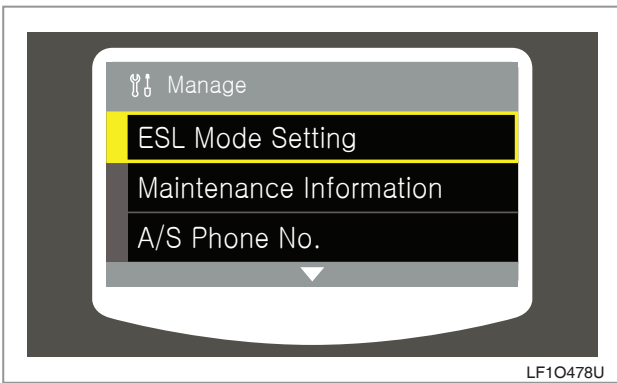 Manage
ESL Mode Setting
Maintenance Information
A/S Phone No.
LF1O478U